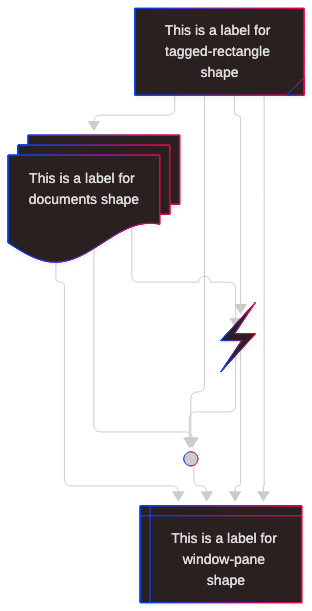 This is a label for
tagged-rectangle
shape
This is a label for
documents shape
This is a label for
window-pane
shape